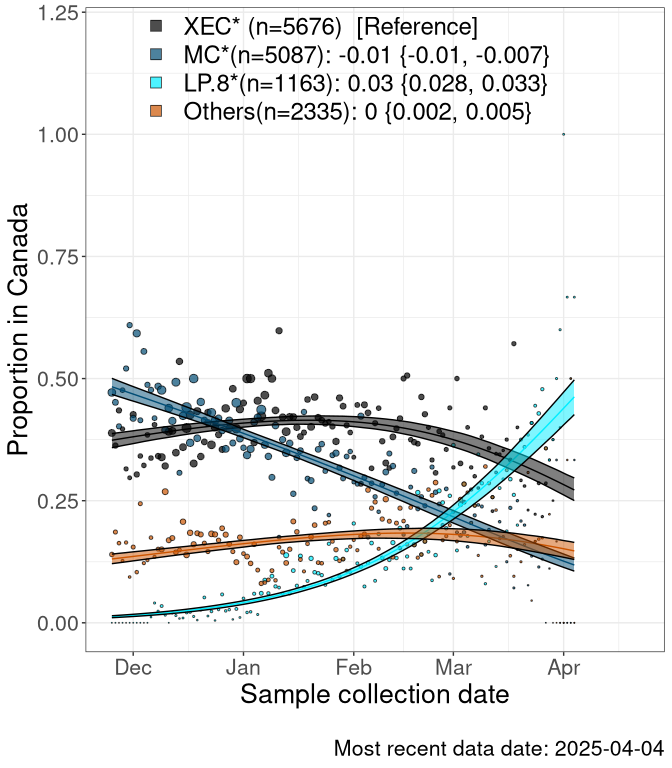 XEC* (n=5676)  [Reference]
MC*(n=5087): -0.01 {-0.01, -0.007}
LP.8*(n=1163): 0.03 {0.028, 0.033}
Others(n=2335): 0 {0.002, 0.005}
1.25
1.00
0.75
0.50
0.25
0.00
Proportion in Canada
Dec Jan Feb Mar Apr
Sample collection date
Most recent data date: 2025-04-04